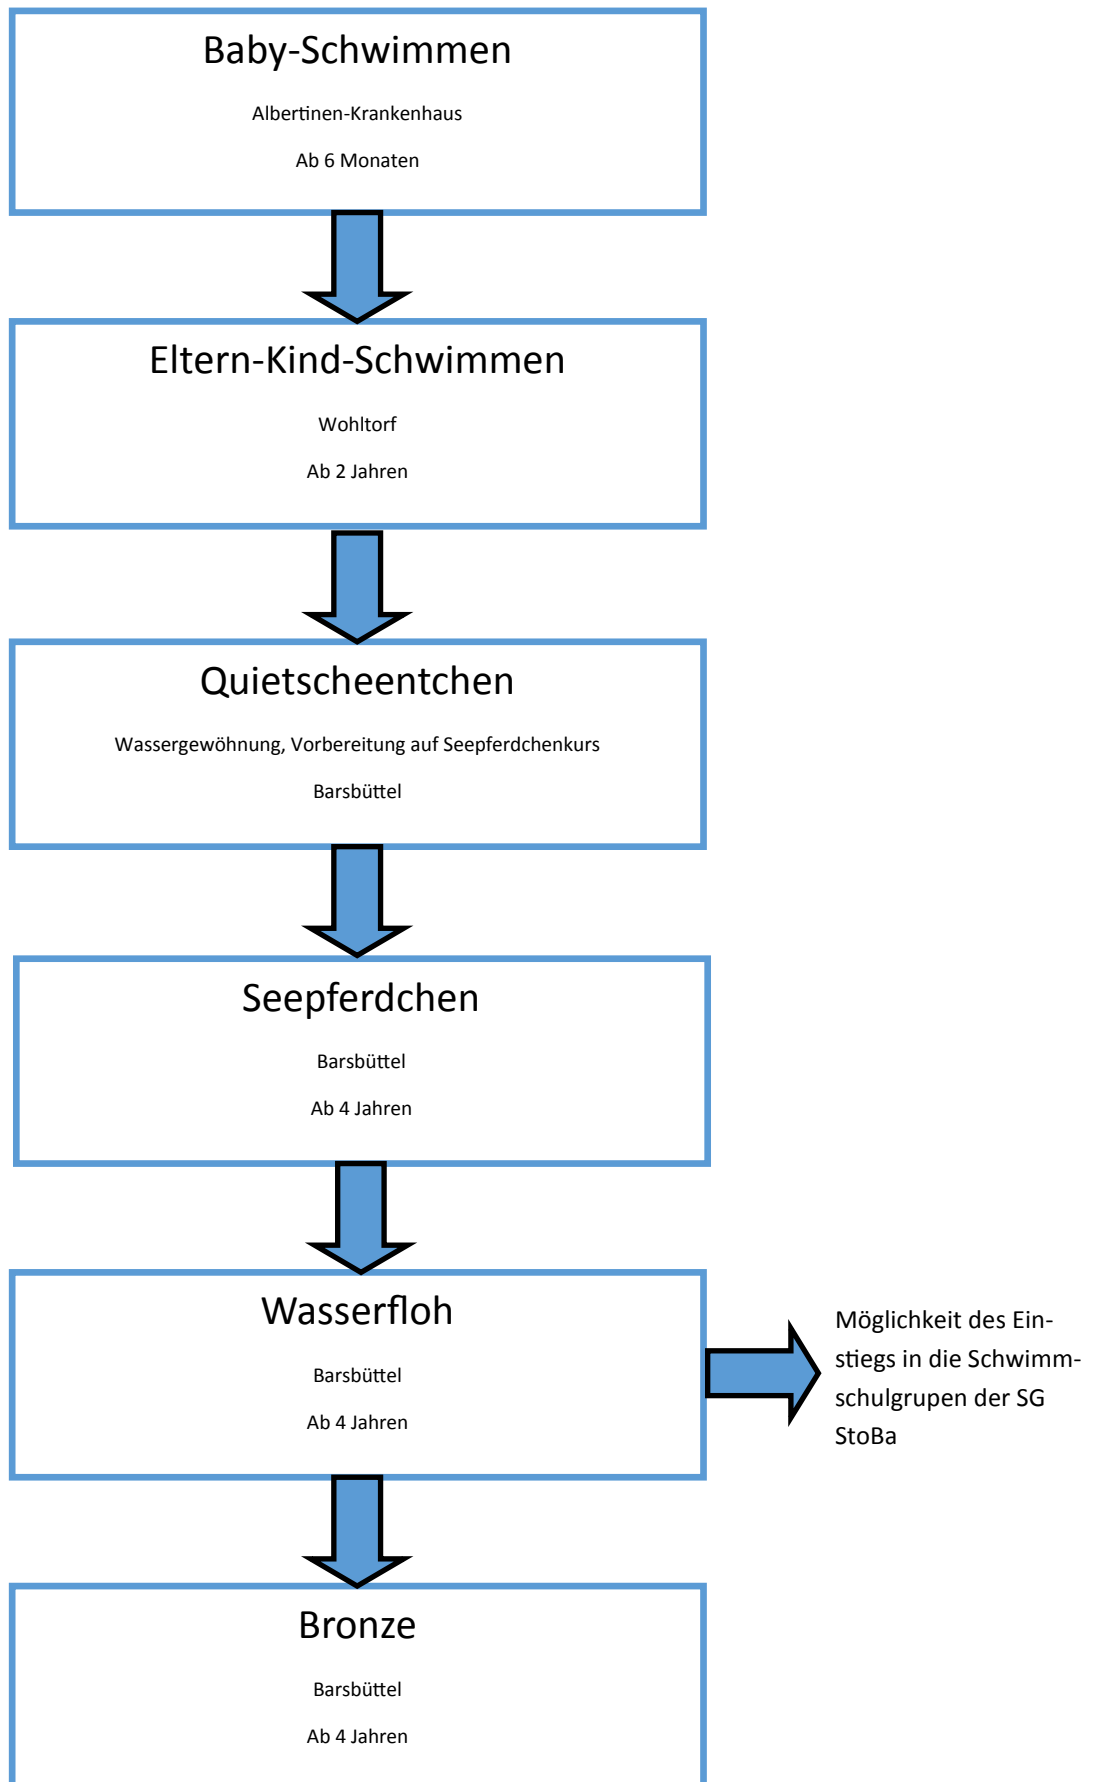 Baby-Schwimmen
Albertinen-Krankenhaus
Ab 6 Monaten
Eltern-Kind-Schwimmen
Wohltorf
Ab 2 Jahren
Quietscheentchen
Wassergewöhnung, Vorbereitung auf Seepferdchenkurs
Barsbüttel
Seepferdchen
Barsbüttel
Ab 4 Jahren
Wasserfloh
Barsbüttel
Ab 4 Jahren
Möglichkeit des Ein-
stiegs in die Schwimm-
schulgrupen der SG
StoBa
Bronze
Barsbüttel
Ab 4 Jahren